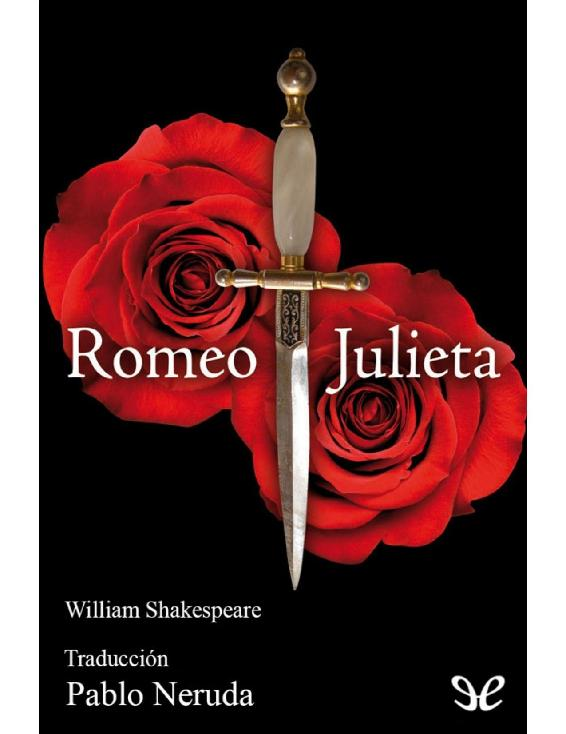 Romeo Julieta
William Shakespeare
Traducción
Pablo Neruda